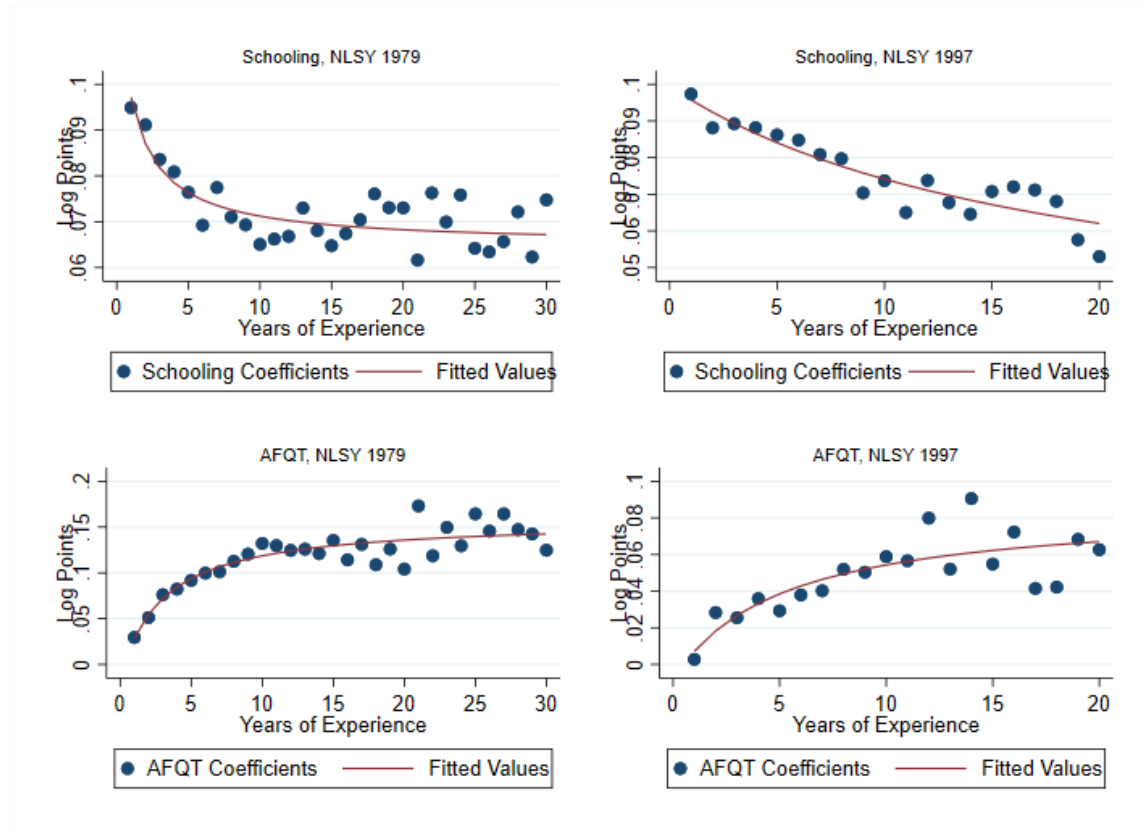 Schooling, NLSY 1979
Log Points
.1
.09
.08
.07
.06
0 5 10 15 20 25 30
Years of Experience
Schooling Coefficients Fitted Values
Schooling, NLSY 1997
Log Points
.1
.09
.08
.07
.06
.05
0 5 10 15 20
Years of Experience
Schooling Coefficients Fitted Values
AFQT, NLSY 1979
Log Points
.2
.15
.1
.05
0
0 5 10 15 20 25 30
Years of Experience
AFQT Coefficients Fitted Values
AFQT, NLSY 1997
Log Points
.1
.08
.06
.04
.02
0
0 5 10 15 20
Years of Experience
AFQT Coefficients Fitted Values